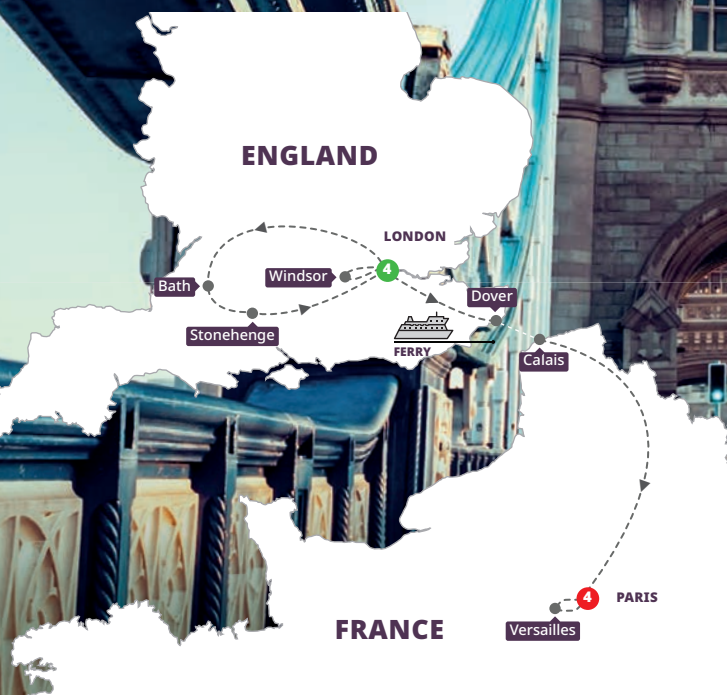 ENGLAND
LONDON
4
Windsor
Bath
Dover
Stonehenge
FERRY
Calais
4
PARIS
Versailles
FRANCE